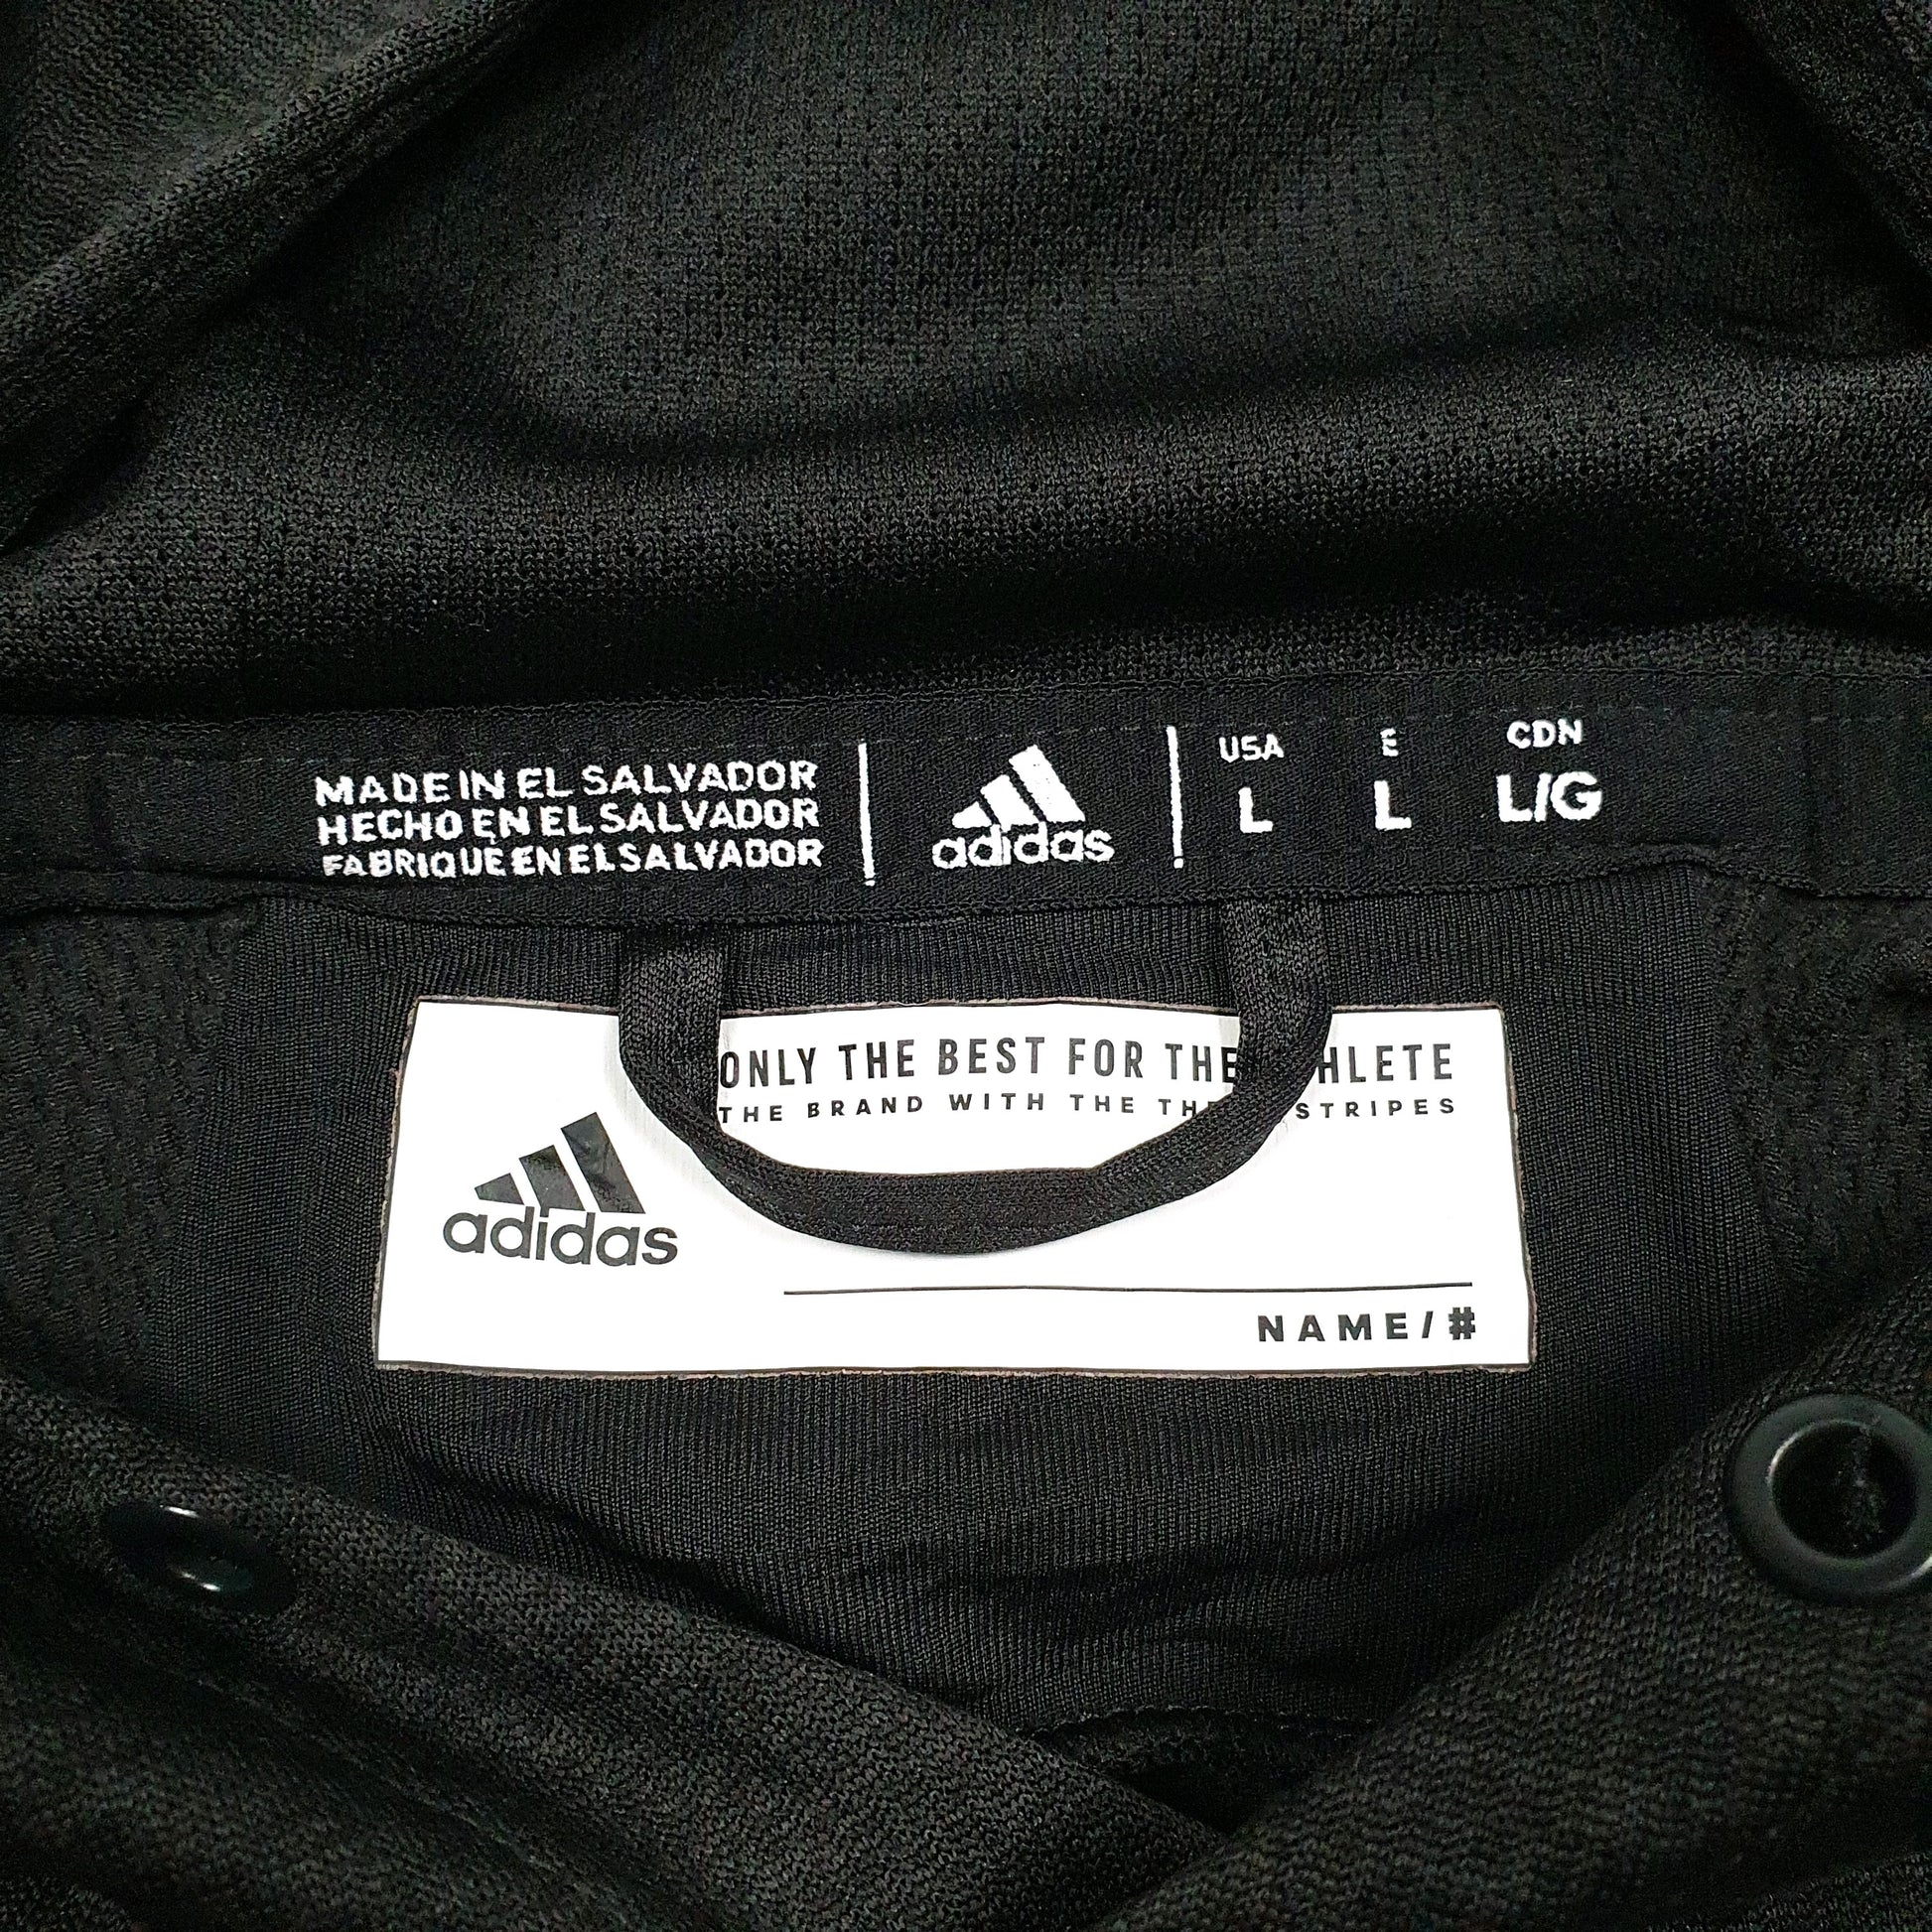 MADE IN EL SALVADOR
HECHO EN EL SALVADOR
FABRIQUE EN EL SALVADOR
adidas
USA E CDN
L L L/G
ONLY THE BEST FOR THE HLETE
THE BRAND WITH THE TH STRIPES
adidas
NAME/#